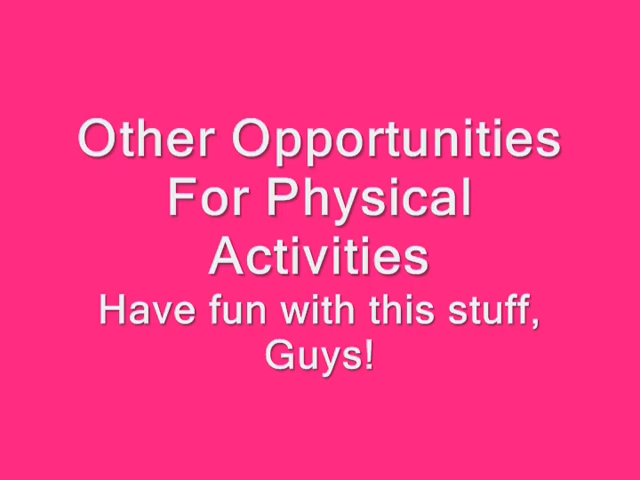 Other Opportunities
For Physical
Activities
Have fun with this stuff,
Guys!